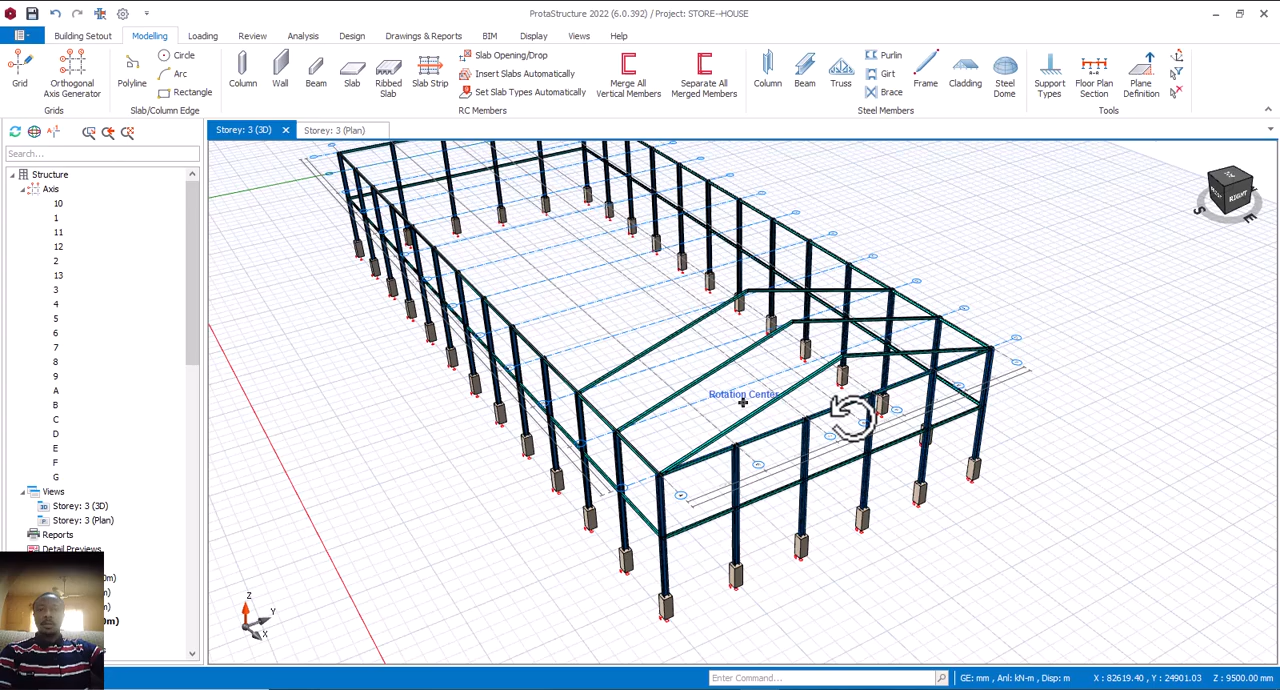 ProtaStructure 2022 (6.0.392) / Project: STORE--HOUSE
Building Setout Modelling Loading Review Analysis Design Drawings & Reports BIM Display Views Help
Grid
Orthogonal Axis Generator
Grids
Polyline
Circle
Arc
Rectangle
Slab/Column Edge
Column
Wall
Beam
Slab
Ribbed Slab
Slab Strip
Slab Opening/Drop
Insert Slabs Automatically
Set Slab Types Automatically
Merge All Vertical Members
Separate All Merged Members
RC Members
Column
Beam
Truss
Purlin
Girt
Brace
Frame
Cladding
Steel Dome
Steel Members
Support Types
Floor Plan Section
Plane Definition
Tools
Search...
Structure
Axis
10
1
11
12
2
13
3
4
5
6
7
8
9
A
B
C
D
E
F
G
Views
Storey: 3 (3D)
Storey: 3 (Plan)
Reports
Detail Previews
m)
)
)
0m)
Storey: 3 (3D)
Storey: 3 (Plan)
Rotation Center
RIGHT
S
E
Z
Y
X
Enter Command...
GE: mm , Anl: kN-m , Disp: m
X : 82619.40 , Y : 24901.03
Z : 9500.00 mm